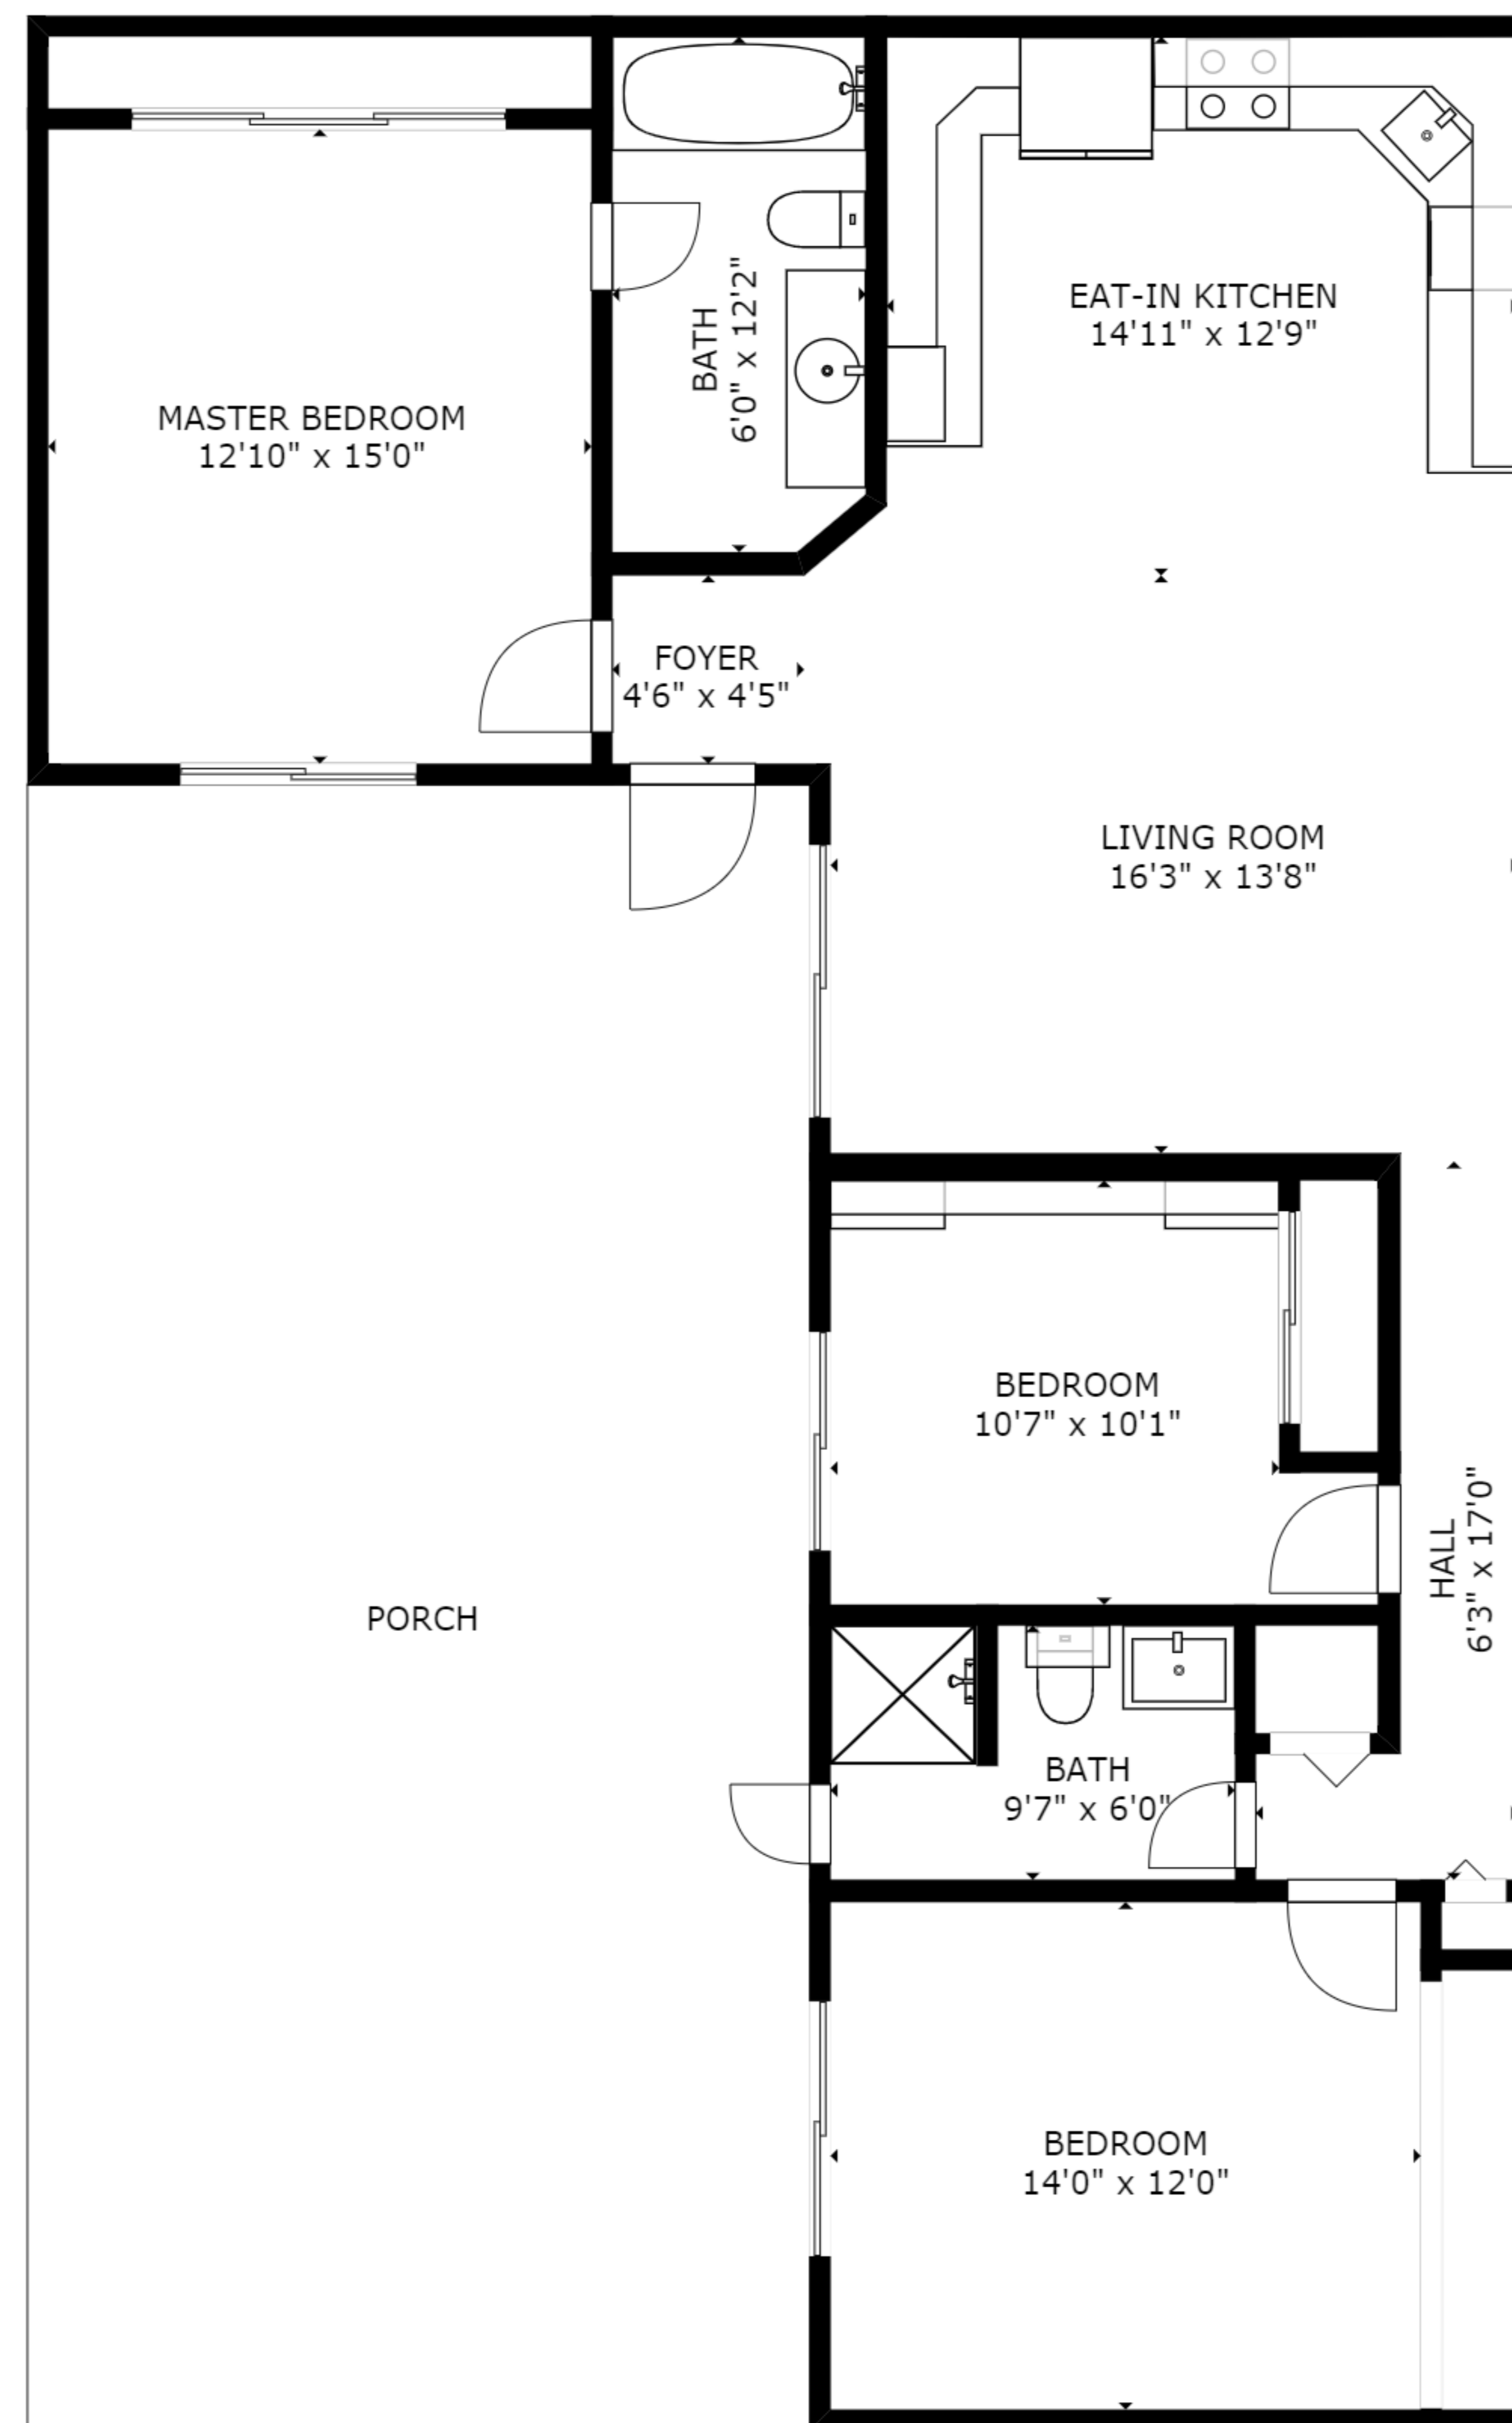 EAT-IN KITCHEN
14'11" x 12'9"
BATH
6'0" x 12'2"
MASTER BEDROOM
12'10" x 15'0"
FOYER
4'6" x 4'5"
LIVING ROOM
16'3" x 13'8"
BEDROOM
10'7" x 10'1"
HALL
6'3" x 17'0"
PORCH
BATH
9'7" x 6'0"
BEDROOM
14'0" x 12'0"